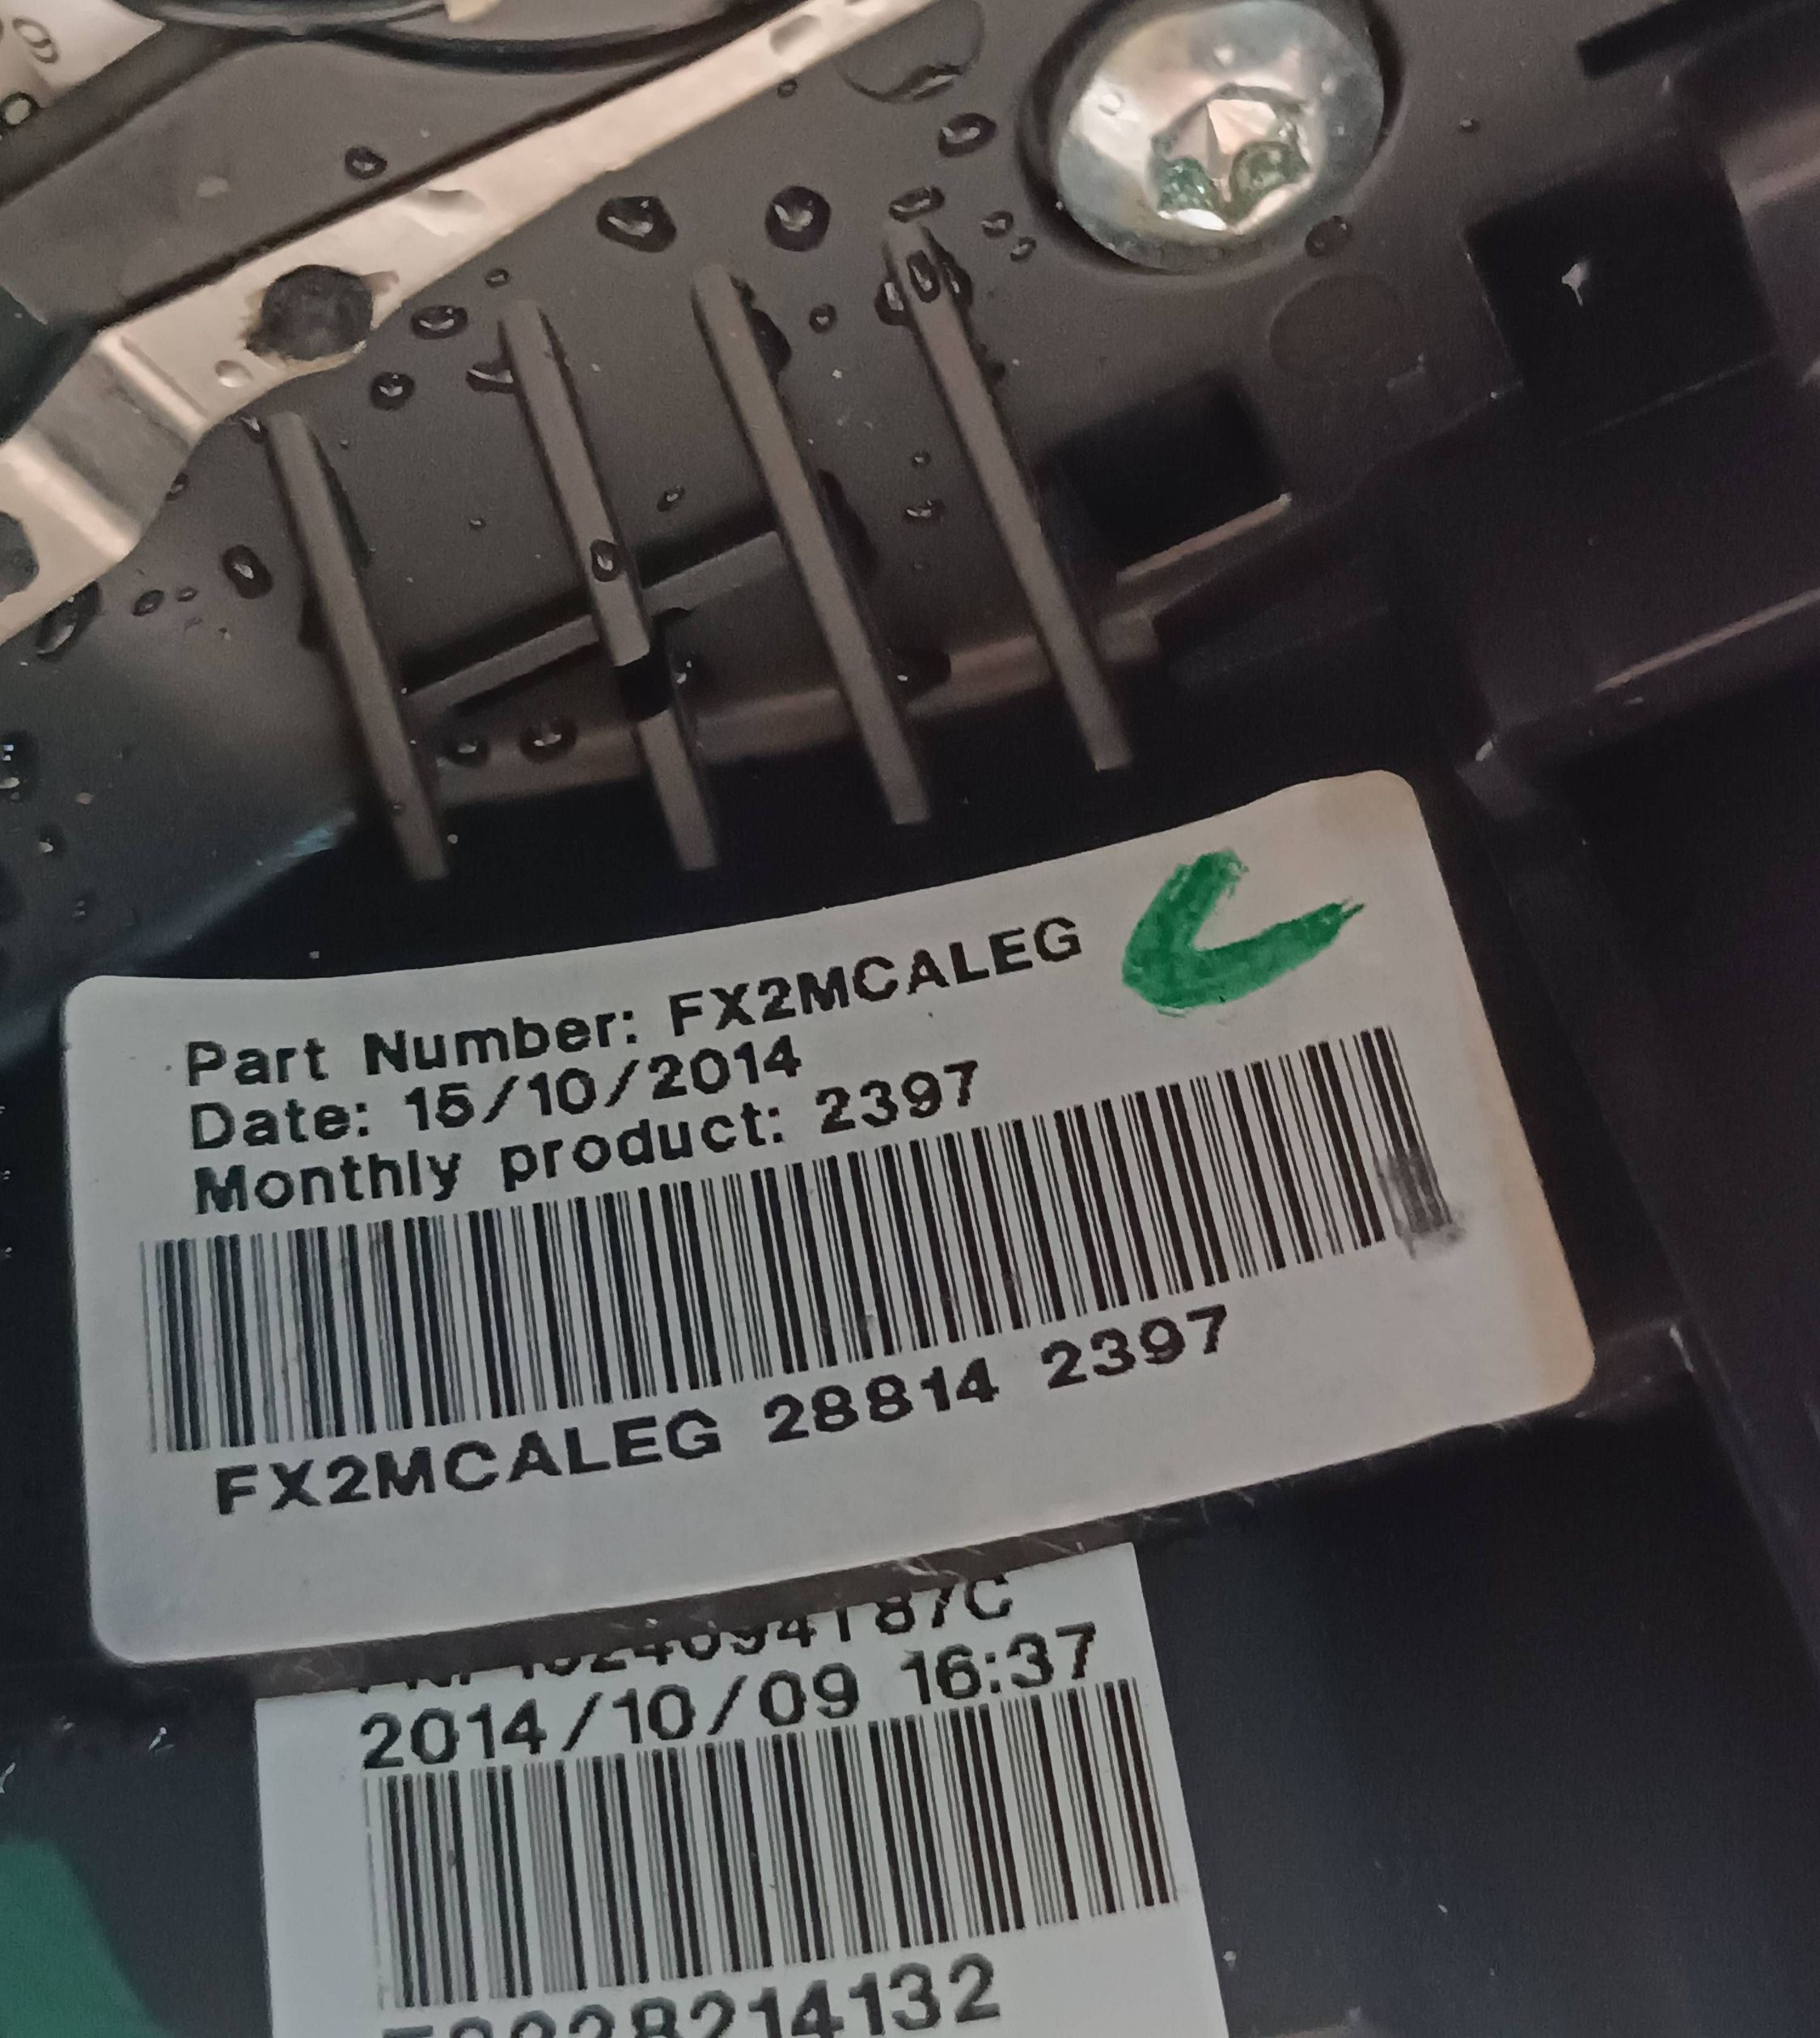 Part Number: FX2MCALEG
Date: 15/10/2014
Monthly product: 2397
FX2MCALEG 28814 2397
2014/10/09 16:37